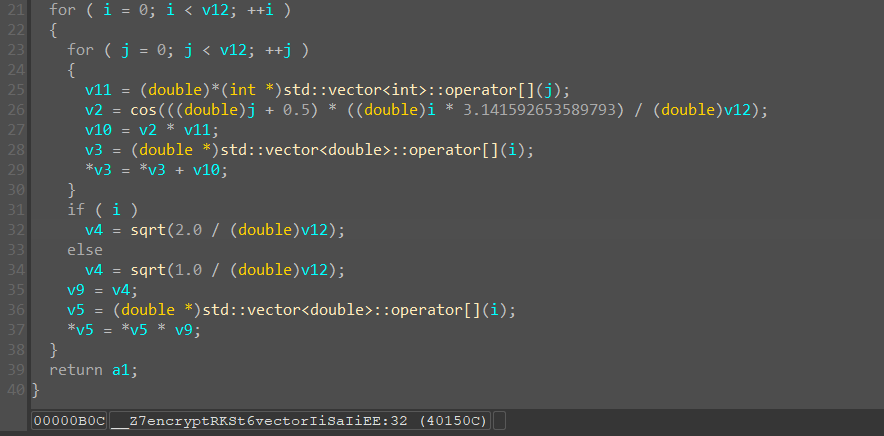 21 for ( i = 0; i < v12; ++i )
22 {
23 for ( j = 0; j < v12; ++j )
24 {
25 v11 = (double)*(int *)std::vector<int>::operator[](j);
26 v2 = cos(((double)j + 0.5) * ((double)i * 3.141592653589793) / (double)v12);
27 v10 = v2 * v11;
28 v3 = (double *)std::vector<double>::operator[](i);
29 *v3 = *v3 + v10;
30 }
31 if ( i )
32 v4 = sqrt(2.0 / (double)v12);
33 else
34 v4 = sqrt(1.0 / (double)v12);
35 v9 = v4;
36 v5 = (double *)std::vector<double>::operator[](i);
37 *v5 = *v5 * v9;
38 }
39 return a1;
40 }
00000B0C __Z7encryptRKSt6vectorIiSaIiEE:32 (40150C)